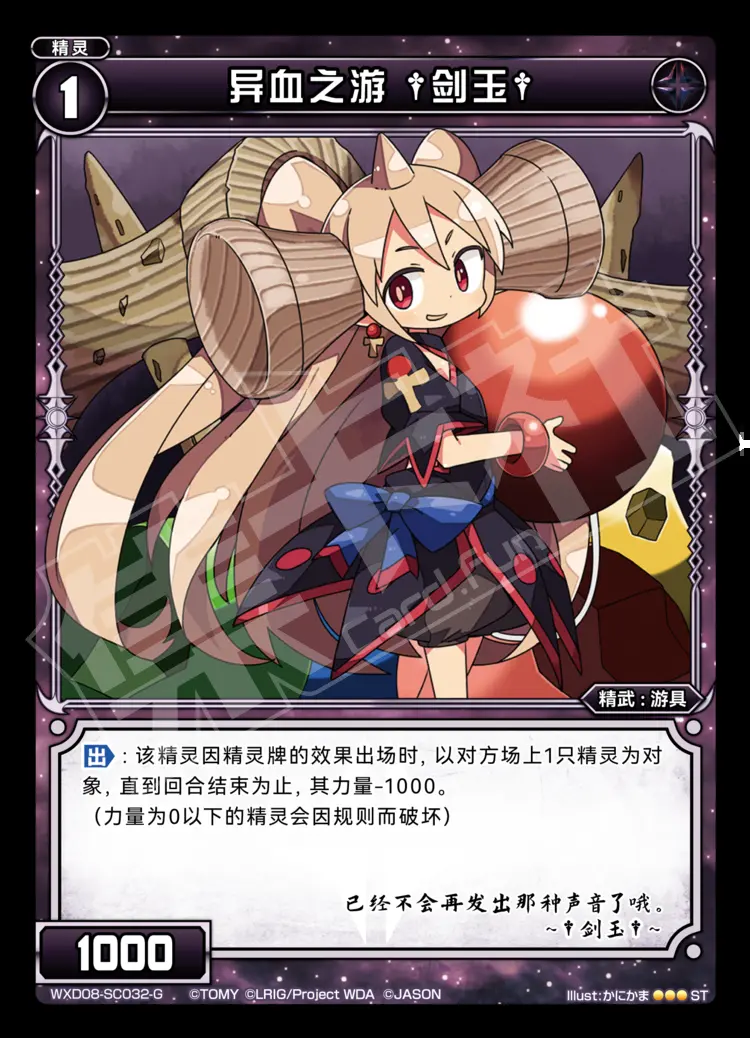 精灵
1
异血之游 †剑玉†
集卡社
Card.fun
精武:游具
出:该精灵因精灵牌的效果出场时,以对方场上1只精灵为对
象,直到回合结束为止,其力量-1000。
(力量为0以下的精灵会因规则而破坏)
已经不会再发出那种声音了哦。
~†剑玉†~
1000
WXD08-SC032-G ©TOMY ©LRIG/Project WDA ©JASON
Illust:かにかま ST